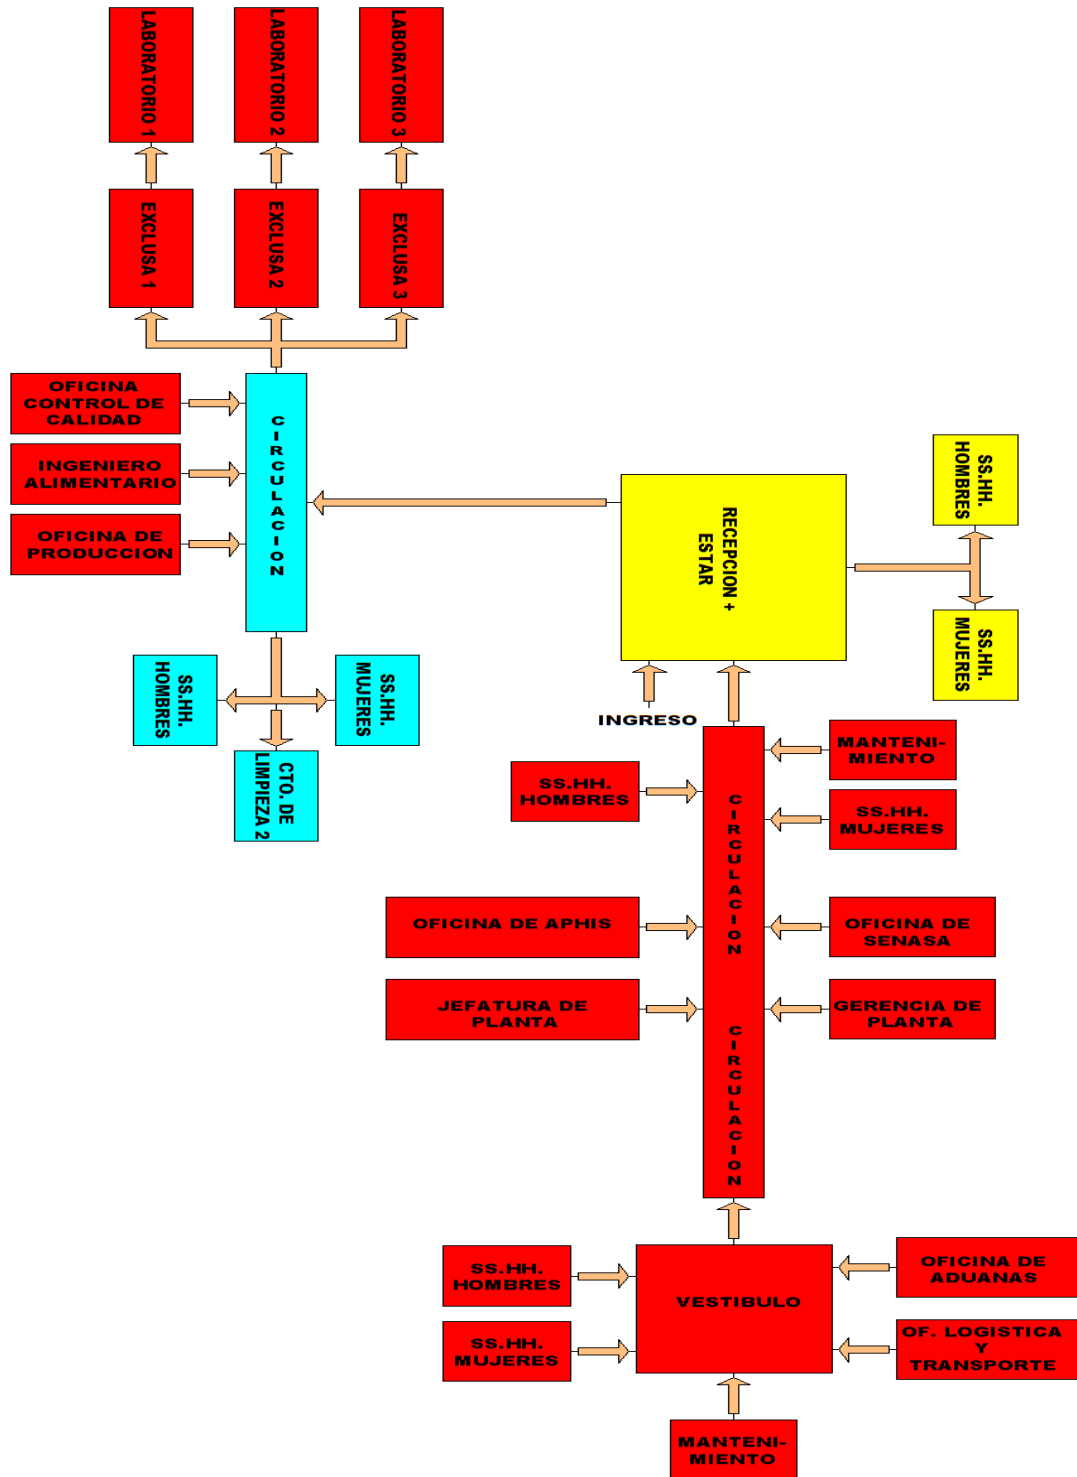 LABORATORIO 1
LABORATORIO 2
LABORATORIO 3
EXCLUSA 1
EXCLUSA 2
EXCLUSA 3
OFICINA
CONTROL DE
CALIDAD
INGENIERO
ALIMENTARIO
OFICINA DE
PRODUCCION
CIRCULACION
SS.HH.
HOMBRES
SS.HH.
MUJERES
CTO. DE
LIMPIEZA 2
RECEPCION +
ESTAR
SS.HH.
HOMBRES
SS.HH.
MUJERES
INGRESO
MANTENI-
MIENTO
SS.HH.
HOMBRES
SS.HH.
MUJERES
CIRCULACION
OFICINA DE APHIS
OFICINA DE
SENASA
JEFATURA DE
PLANTA
GERENCIA DE
PLANTA
CIRCULACION
SS.HH.
HOMBRES
SS.HH.
MUJERES
VESTIBULO
OFICINA DE
ADUANAS
OF. LOGISTICA
Y
TRANSPORTE
MANTENI-
MIENTO